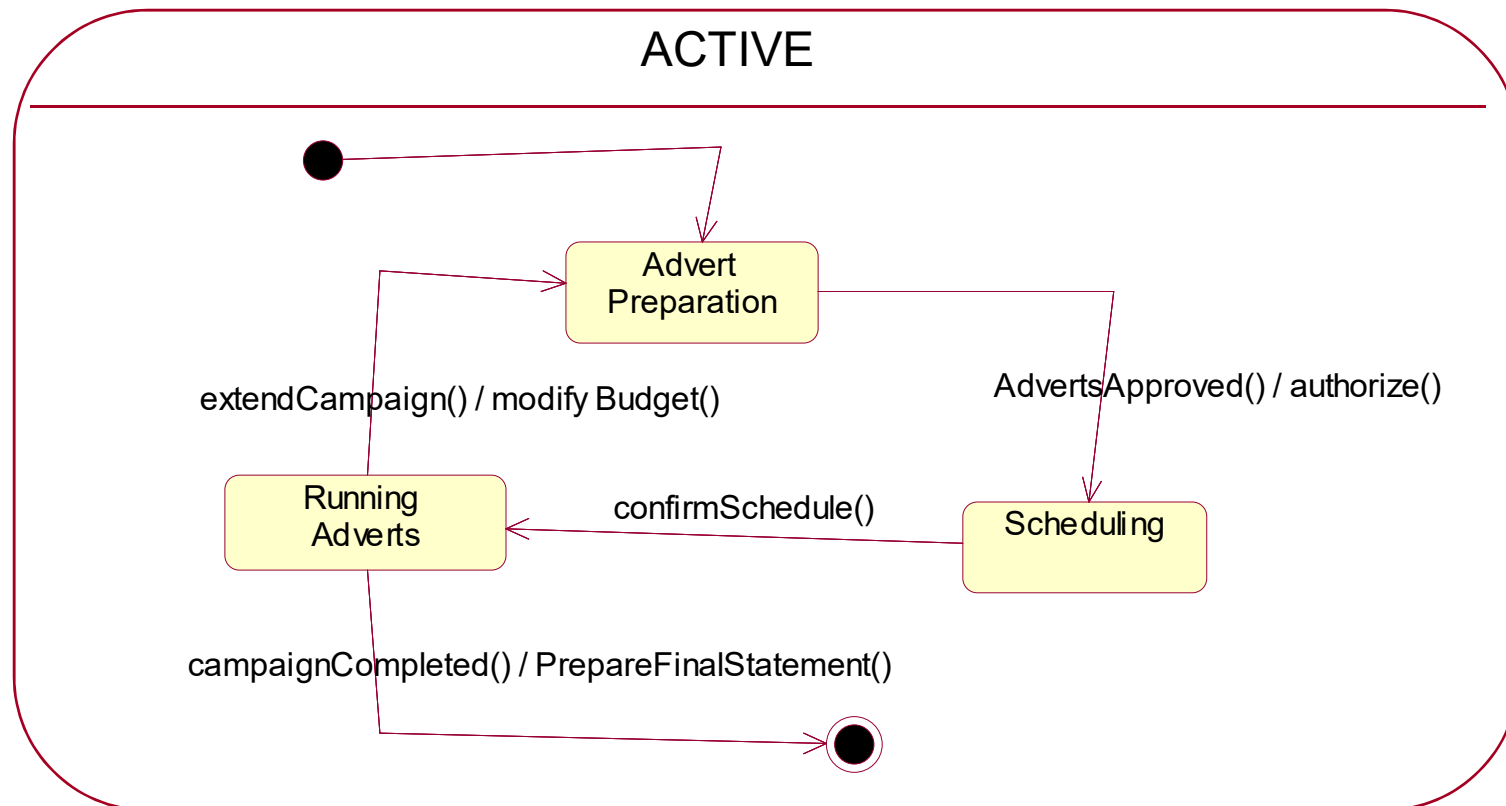 ACTIVE
Advert
Preparation
extendCampaign() / modify Budget()
AdvertsApproved() / authorize()
Running
Adverts
confirmSchedule()
Scheduling
campaignCompleted() / PrepareFinalStatement()